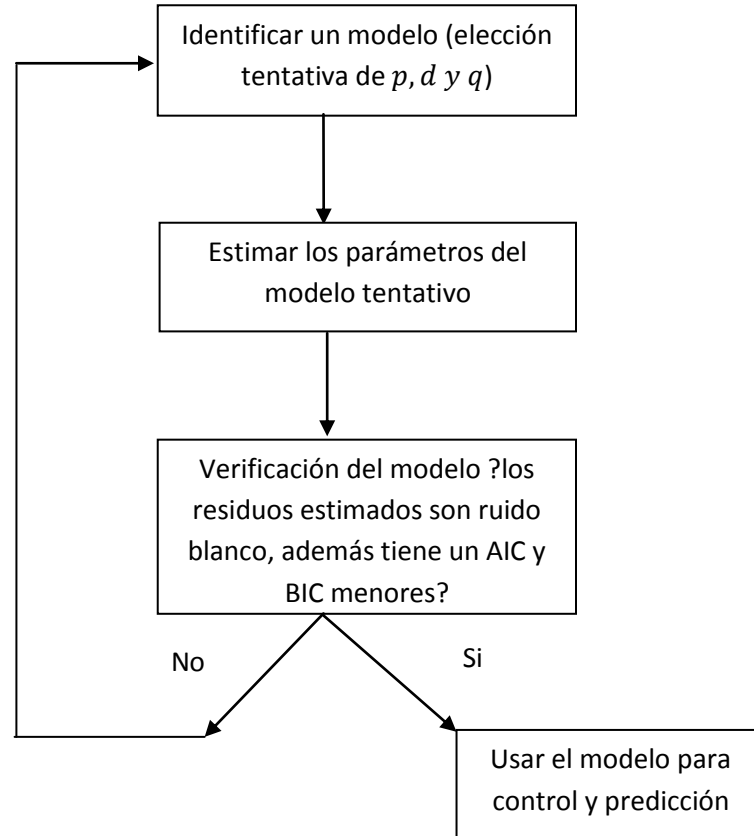 Identificar un modelo (elección
tentativa de p, d y q)
Estimar los parámetros del
modelo tentativo
Verificación del modelo ?los
residuos estimados son ruido
blanco, además tiene un AIC y
BIC menores?
No
Si
Usar el modelo para
control y predicción